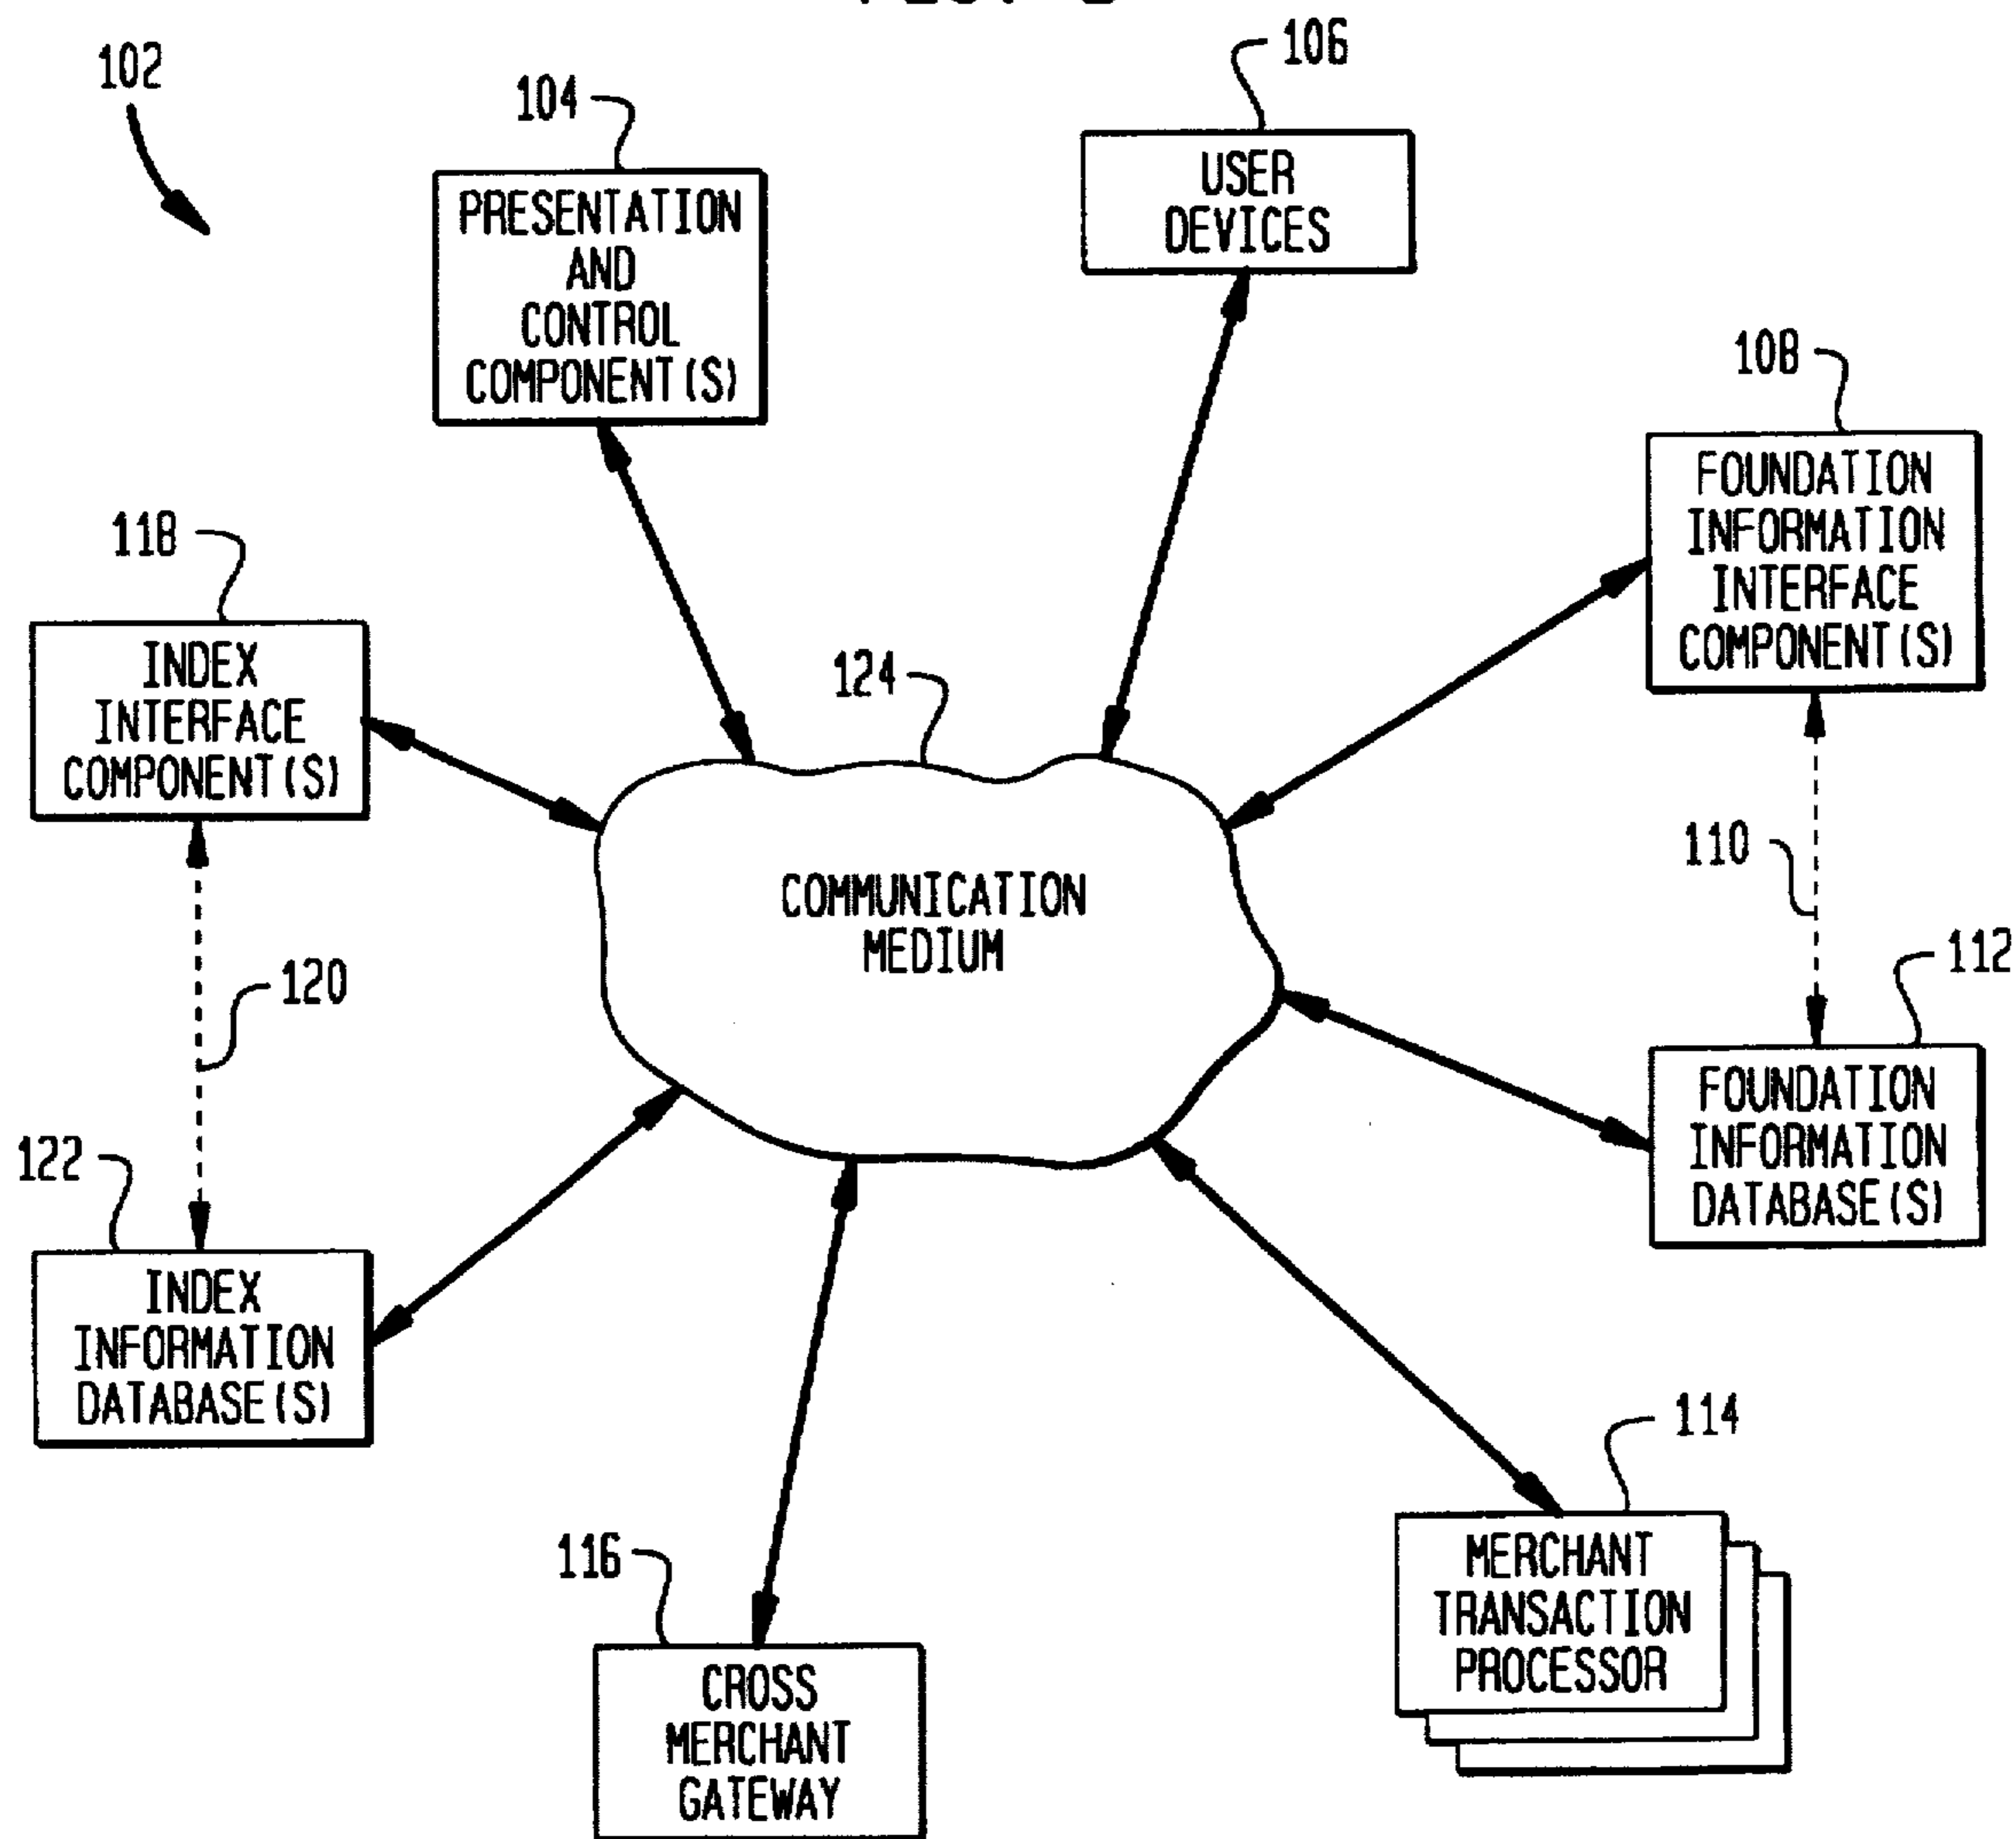 102
104
106
PRESENTATION
AND
CONTROL
COMPONENT(S)
USER
DEVICES
108
FOUNDATION
INFORMATION
INTERFACE
COMPONENT(S)
118
INDEX
INTERFACE
COMPONENT(S)
124
COMMUNICATION
MEDIUM
110
120
112
FOUNDATION
INFORMATION
DATABASE(S)
122
INDEX
INFORMATION
DATABASE(S)
114
MERCHANT
TRANSACTION
PROCESSOR
116
CROSS
MERCHANT
GATEWAY